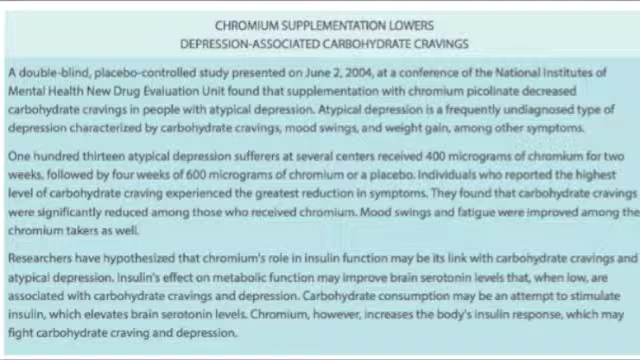 CHROMIUM SUPPLEMENTATION LOWERS
DEPRESSION-ASSOCIATED CARBOHYDRATE CRAVINGS
A double-blind, placebo-controlled study presented on June 2, 2004, at a conference of the National Institutes of
Mental Health New Drug Evaluation Unit found that supplementation with chromium picolinate decreased
carbohydrate cravings in people with atypical depression. Atypical depression is a frequently undiagnosed type of
depression characterized by carbohydrate cravings, mood swings, and weight gain, among other symptoms.
One hundred thirteen atypical depression sufferers at several centers received 400 micrograms of chromium for two
weeks, followed by four weeks of 600 micrograms of chromium or a placebo. Individuals who reported the highest
level of carbohydrate craving experienced the greatest reduction in symptoms. They found that carbohydrate cravings
were significantly reduced among those who received chromium. Mood swings and fatigue were improved among the
chromium takers as well.
Researchers have hypothesized that chromium's role in insulin function may be its link with carbohydrate cravings and
atypical depression. Insulin's effect on metabolic function may improve brain serotonin levels that, when low, are
associated with carbohydrate cravings and depression. Carbohydrate consumption may be an attempt to stimulate
insulin, which elevates brain serotonin levels. Chromium, however, increases the body's insulin response, which may
fight carbohydrate craving and depression.